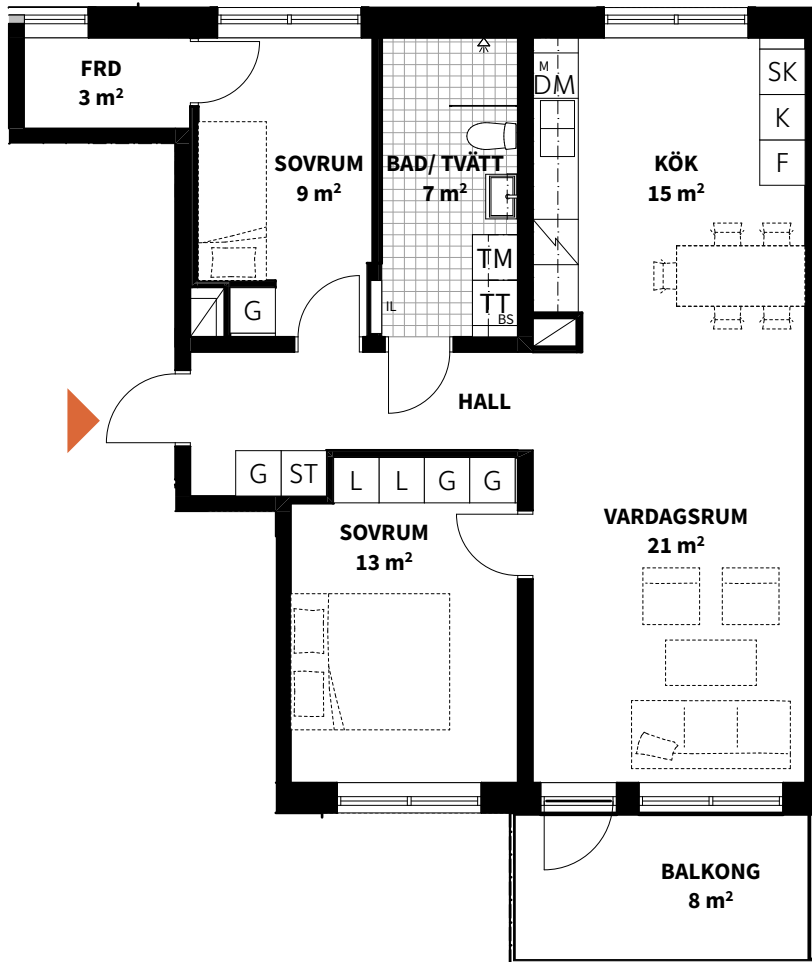 FRD
3 m²
SOVRUM
9 m²
BAD/ TVÄTT
7 m²
M
DM
KÖK
15 m²
SK
K
F
TM
TT
BS
IL
G
HALL
G
ST
L
L
G
G
SOVRUM
13 m²
VARDAGSRUM
21 m²
BALKONG
8 m²